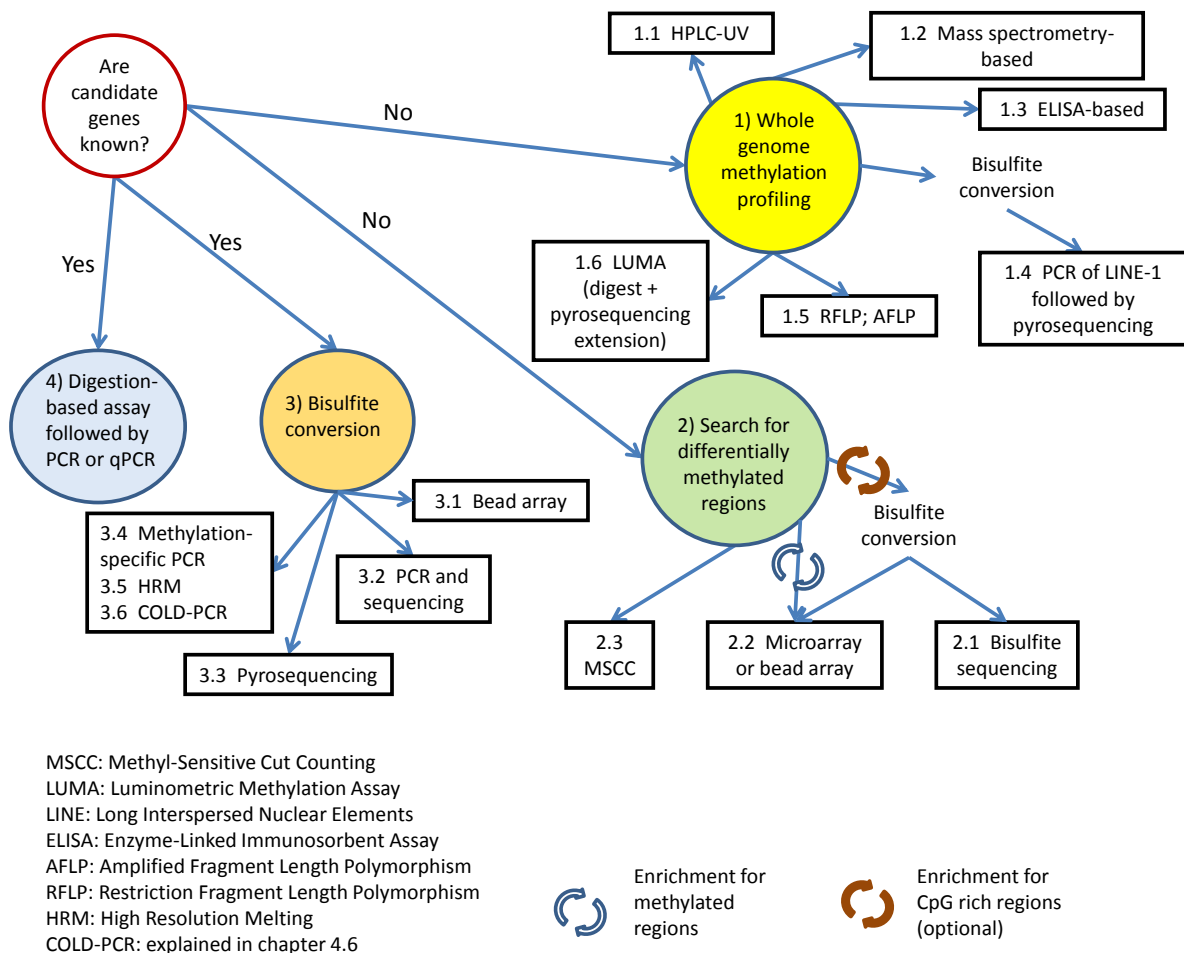 Are
candidate
genes
known?
No
No
Yes
Yes
1.1 HPLC-UV
1.2 Mass spectrometry-
based
1.3 ELISA-based
1) Whole
genome
methylation
profiling
Bisulfite
conversion
1.4 PCR of LINE-1
followed by
pyrosequencing
1.6 LUMA
(digest +
pyrosequencing
extension)
1.5 RFLP; AFLP
4) Digestion-
based assay
followed by
PCR or qPCR
3) Bisulfite
conversion
2) Search for
differentially
methylated
regions
3.1 Bead array
3.4 Methylation-
specific PCR
3.5 HRM
3.6 COLD-PCR
3.2 PCR and
sequencing
3.3 Pyrosequencing
Bisulfite
conversion
2.3
MSCC
2.2 Microarray
or bead array
2.1 Bisulfite
sequencing
MSCC: Methyl-Sensitive Cut Counting
LUMA: Luminometric Methylation Assay
LINE: Long Interspersed Nuclear Elements
ELISA: Enzyme-Linked Immunosorbent Assay
AFLP: Amplified Fragment Length Polymorphism
RFLP: Restriction Fragment Length Polymorphism
HRM: High Resolution Melting
COLD-PCR: explained in chapter 4.6
Enrichment for
methylated
regions
Enrichment for
CpG rich regions
(optional)